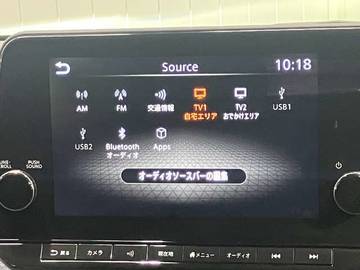 Source
10:18
AM
FM
交通情報
TV1
自宅エリア
TV2
おでかけエリア
USB1
USB2
Bluetooth
オーディオ
Apps
オーディオソースバーの編集
TUNE·
SCROLL
PUSH
SOUND
戻る
カメラ
現在地
メニュー
オーディオ